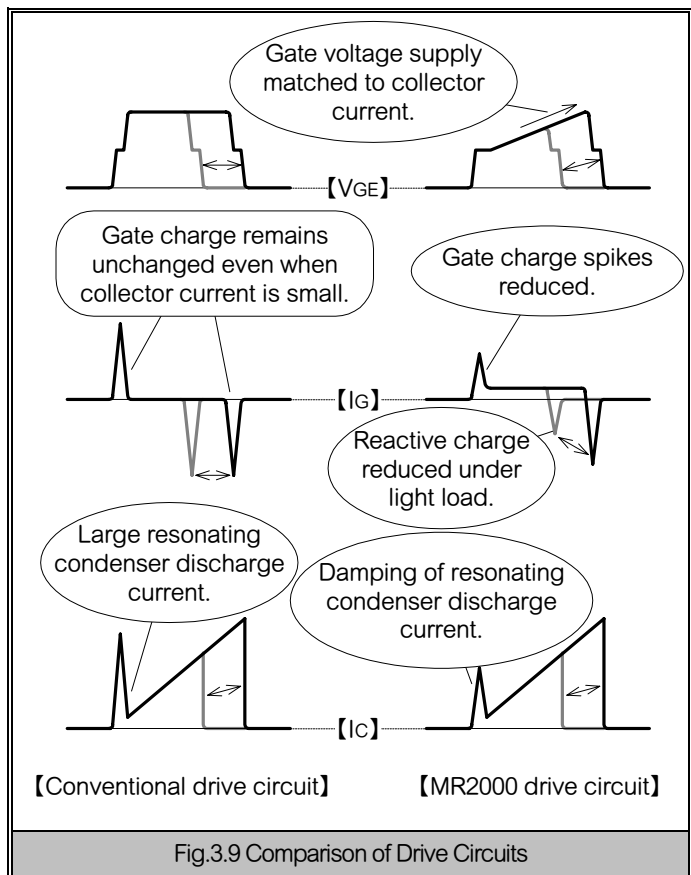 Gate voltage supply
matched to collector
current.
【VGE】
Gate charge remains
unchanged even when
collector current is small.
Gate charge spikes
reduced.
【IG】
Reactive charge
reduced under
light load.
Large resonating
condenser discharge
current.
Damping of resonating
condenser discharge
current.
【IC】
【Conventional drive circuit】
【MR2000 drive circuit】
Fig.3.9 Comparison of Drive Circuits